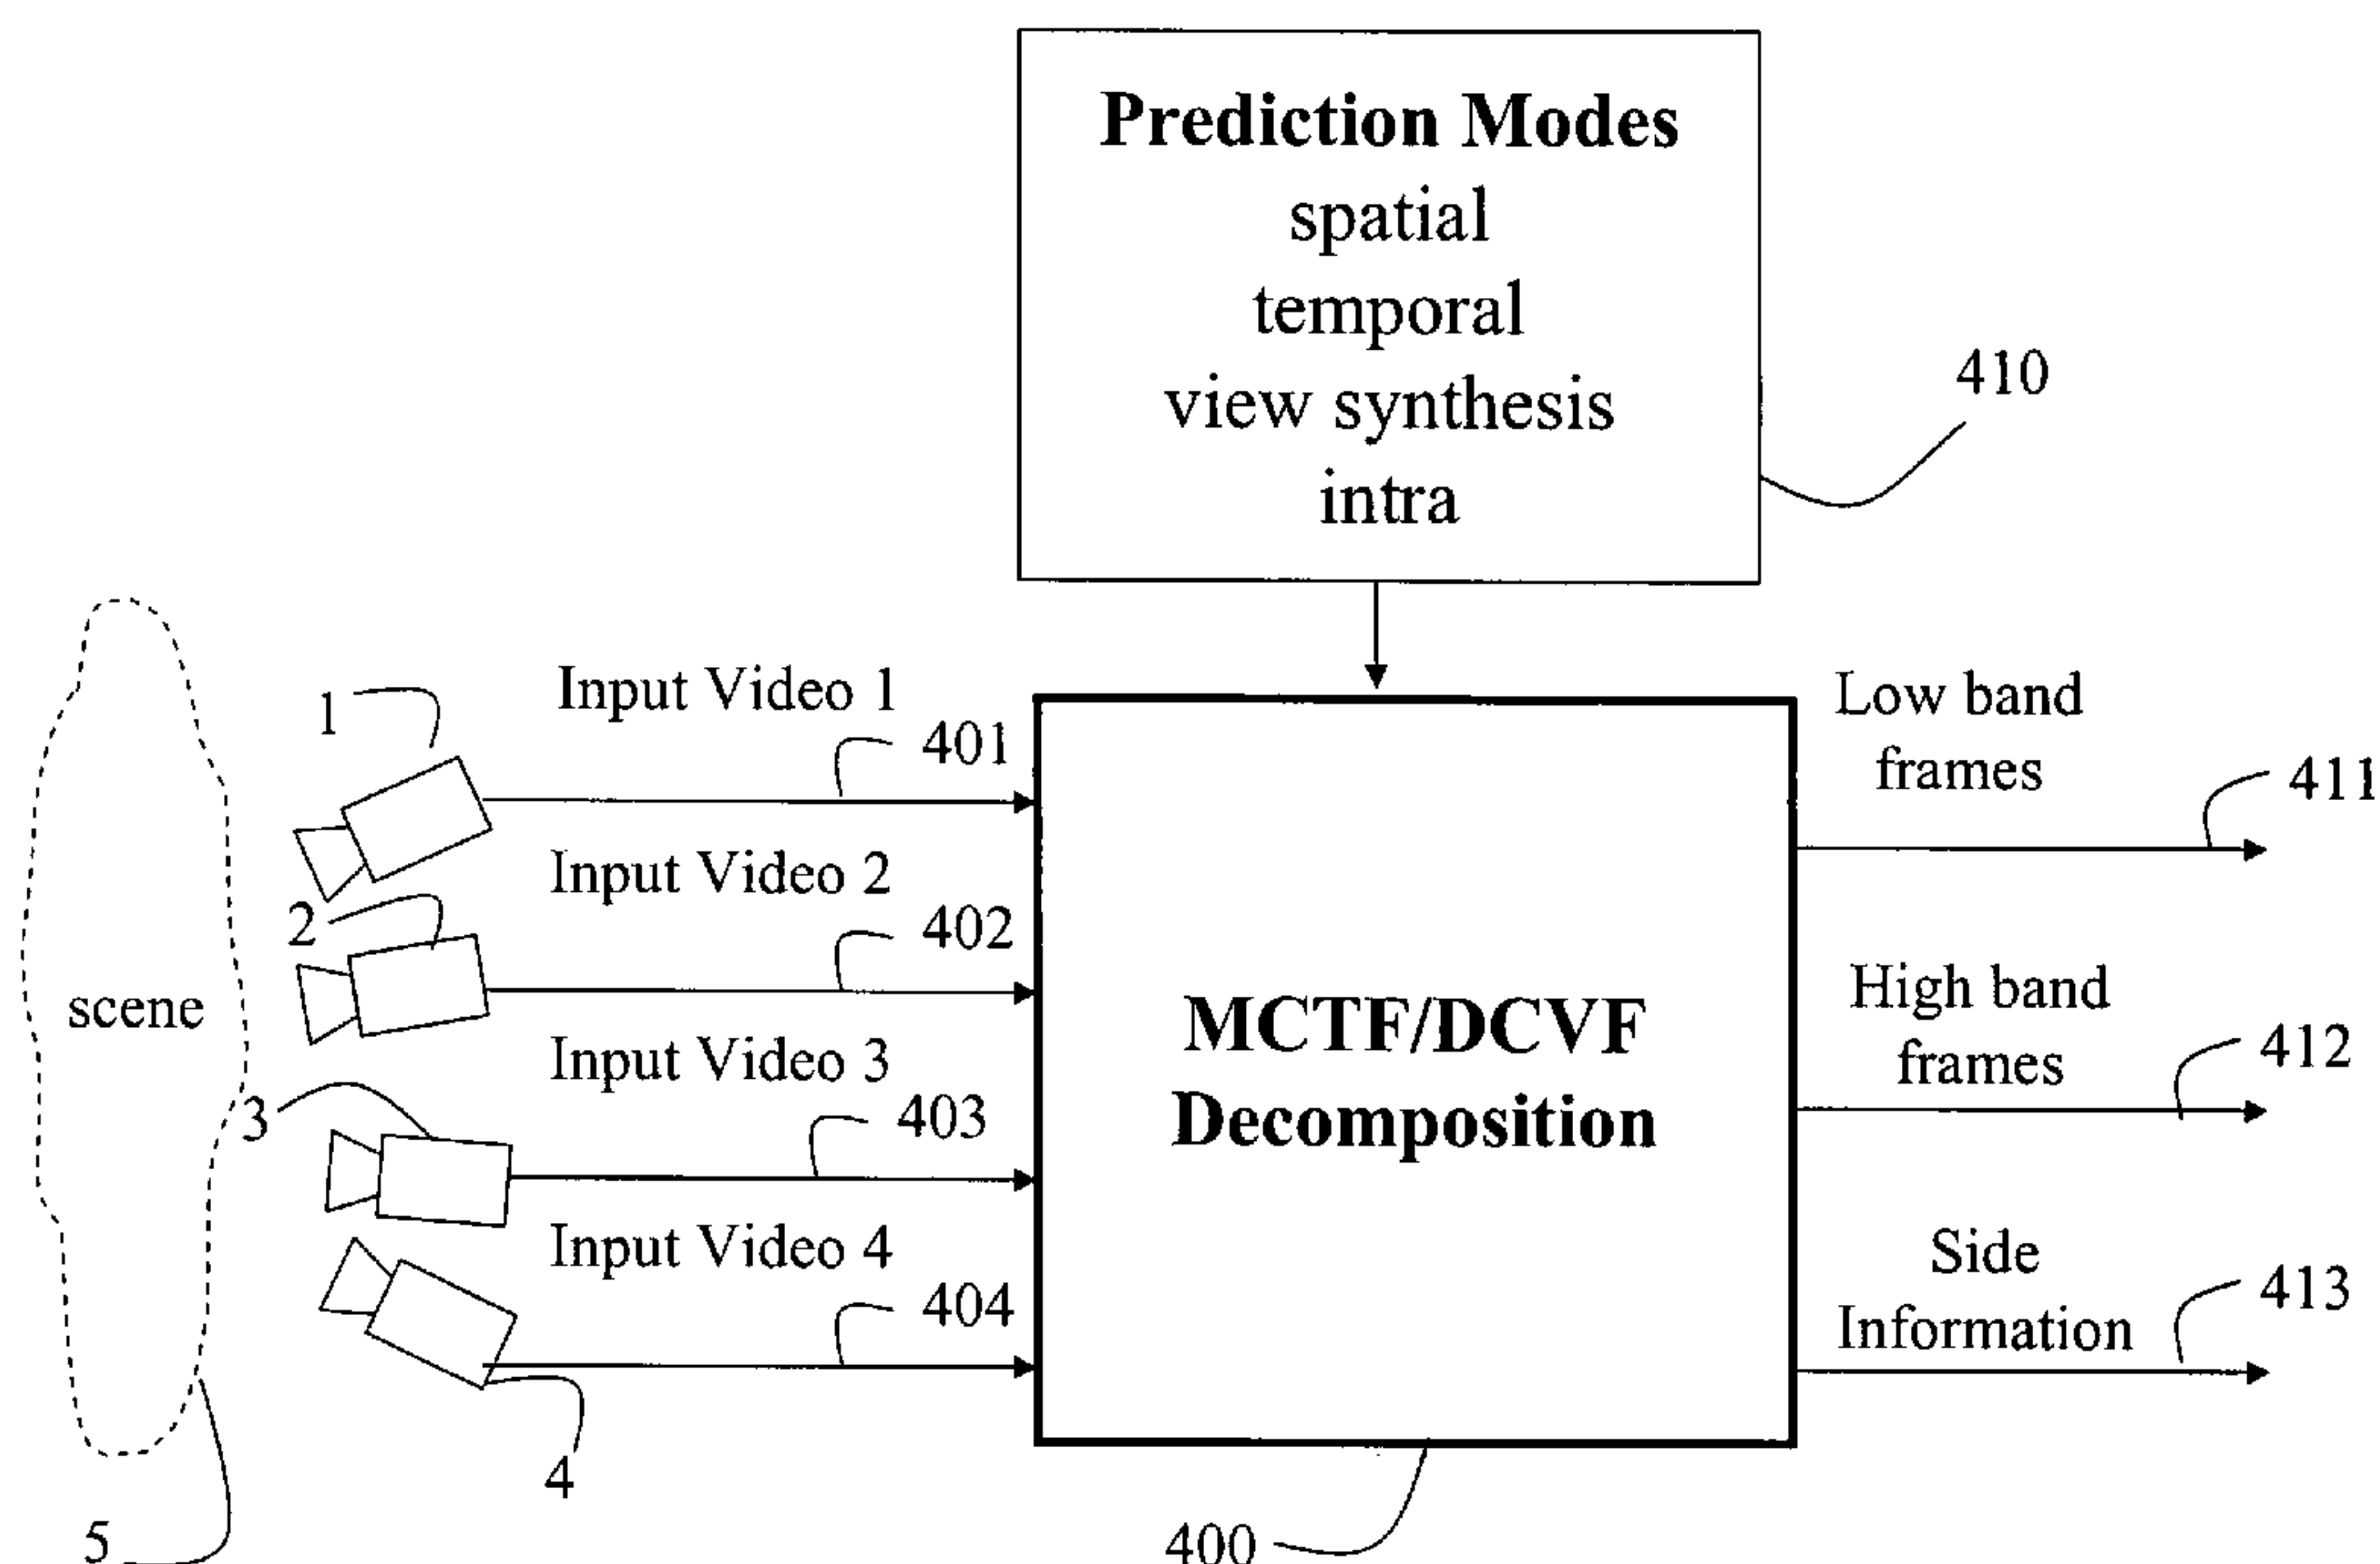 Prediction Modes
spatial
temporal
view synthesis
intra
410
1
Input Video 1
401
Low band
frames
411
2
Input Video 2
402
scene
High band
frames
412
3
Input Video 3
403
MCTF/DCVF
Decomposition
Input Video 4
404
Side
Information
413
4
5
400